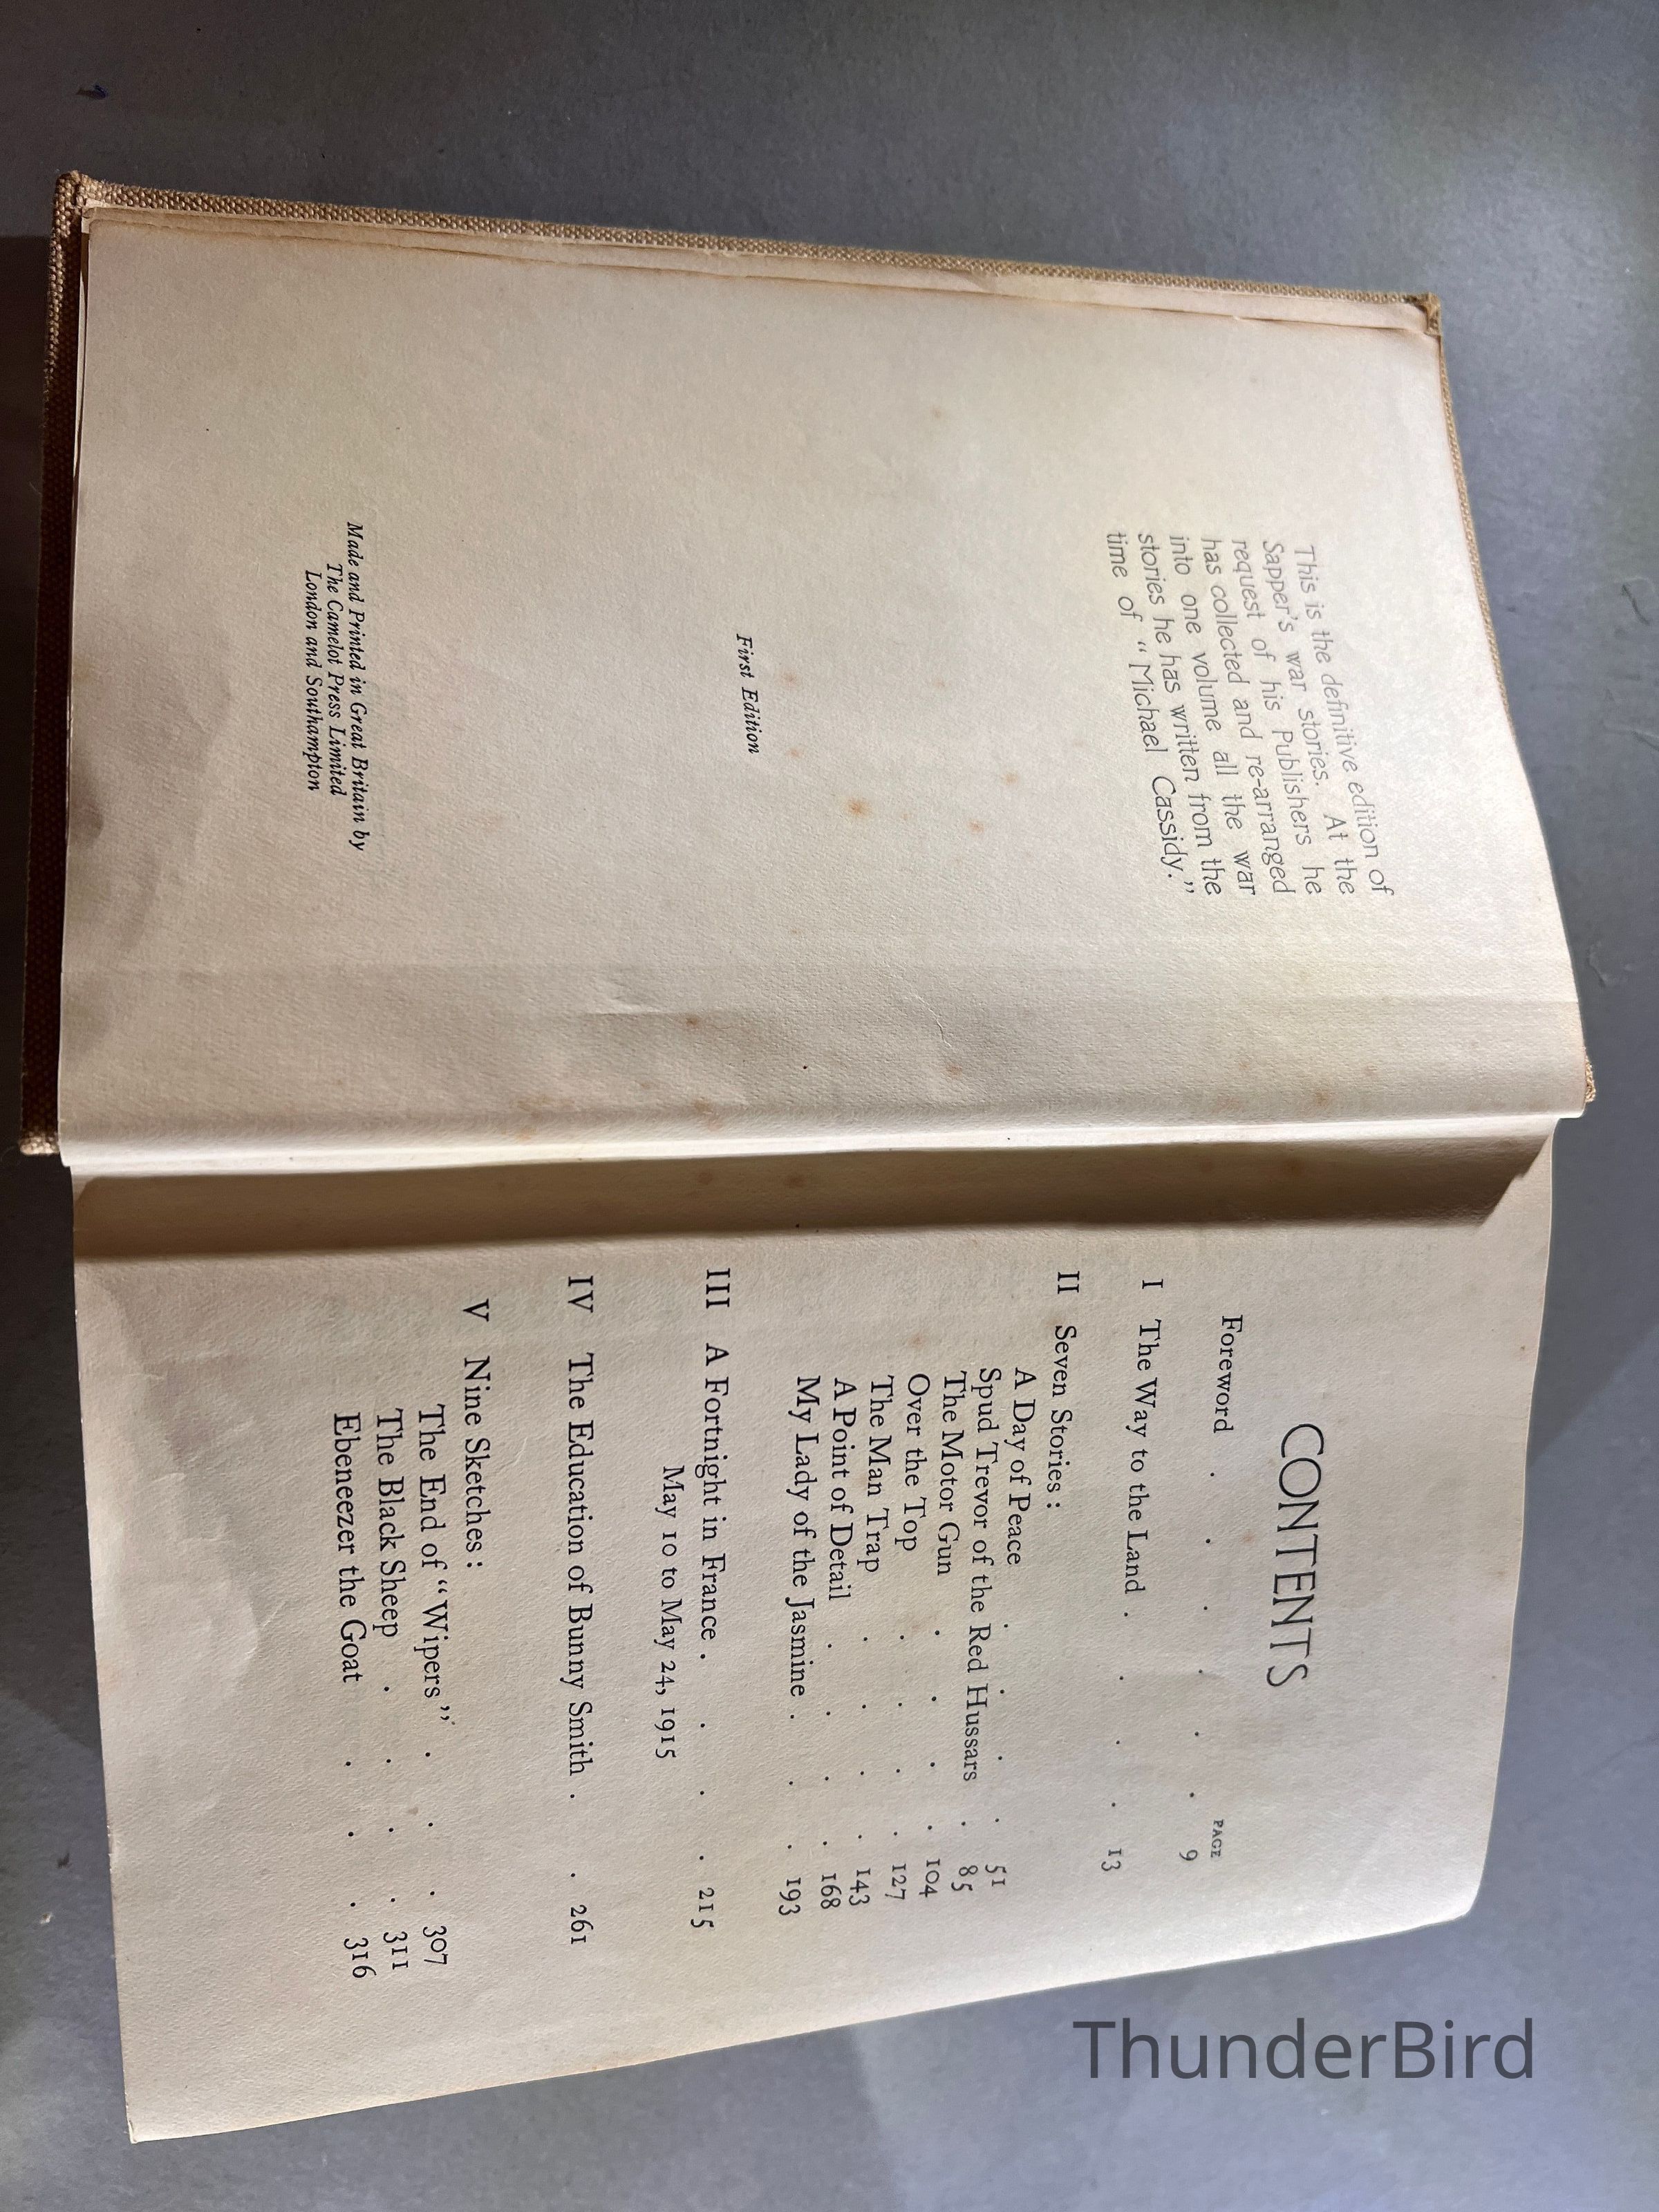 This is the definitive edition of
Sapper's war stories. At the
request of his Publishers he
has collected and re-arranged
into one volume all the war
stories he has written from the
time of "Michael Cassidy."
First Edition
Made and Printed in Great Britain by
The Camelot Press Limited
London and Southampton
CONTENTS
PAGE
Foreword . . . . . . 9
I The Way to the Land . . . . 13
II Seven Stories:
A Day of Peace . . . . 51
Spud Trevor of the Red Hussars . 85
The Motor Gun . . . . 104
Over the Top . . . . 127
The Man Trap . . . . 143
A Point of Detail . . . . 168
My Lady of the Jasmine . . . 193
III A Fortnight in France . . . . 215
May 10 to May 24, 1915
IV The Education of Bunny Smith . . 261
V Nine Sketches:
The End of "Wipers" . . . 307
The Black Sheep . . . . 311
Ebeneezer the Goat . . . 316
ThunderBird